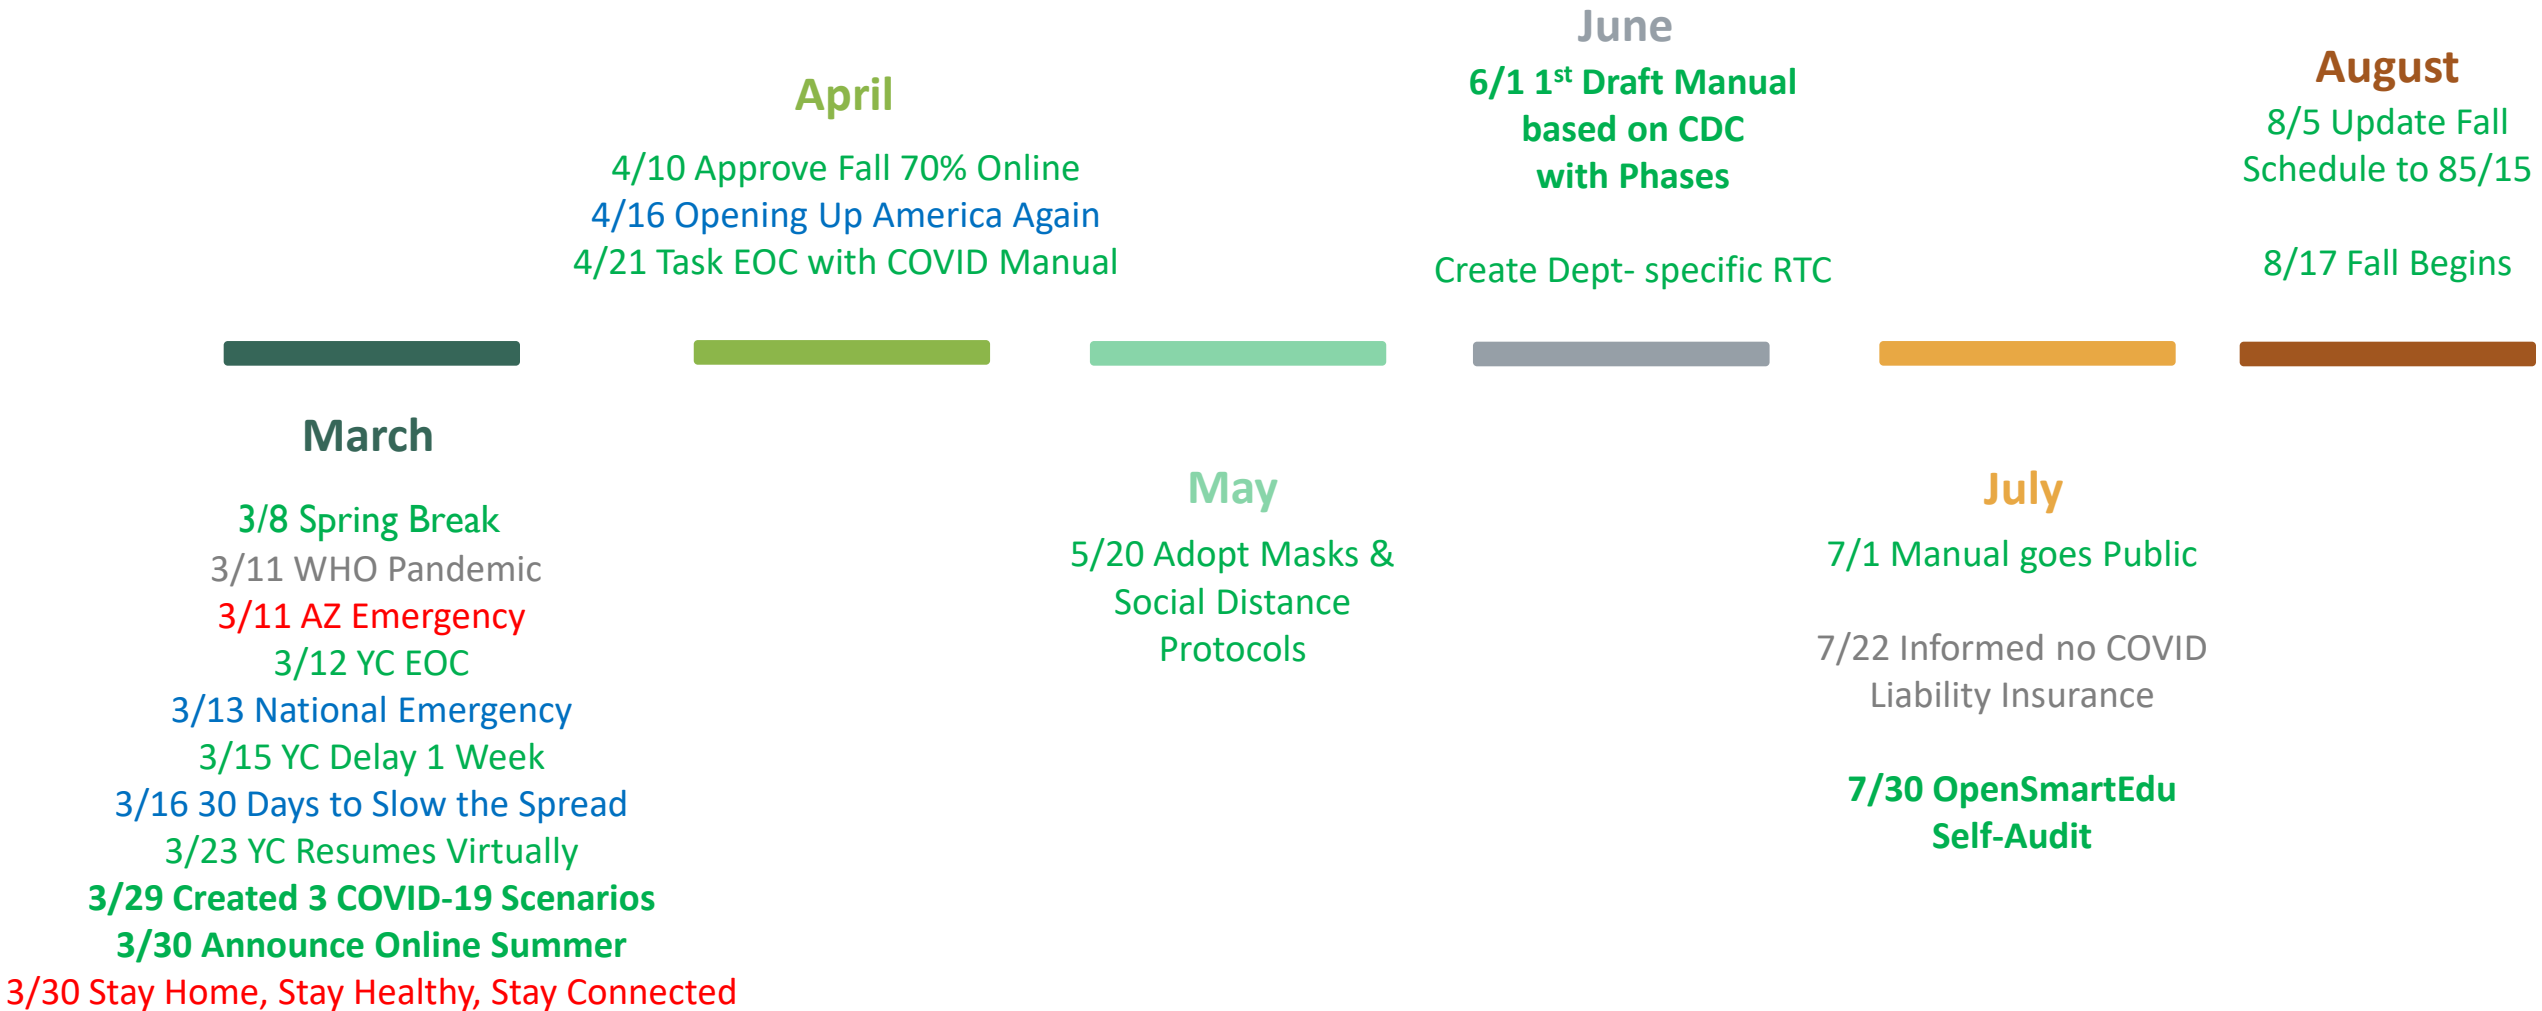 March
3/8 Spring Break
3/11 WHO Pandemic
3/11 AZ Emergency
3/12 YC EOC
3/13 National Emergency
3/15 YC Delay 1 Week
3/16 30 Days to Slow the Spread
3/23 YC Resumes Virtually
3/29 Created 3 COVID-19 Scenarios
3/30 Announce Online Summer
3/30 Stay Home, Stay Healthy, Stay Connected
April
4/10 Approve Fall 70% Online
4/16 Opening Up America Again
4/21 Task EOC with COVID Manual
May
5/20 Adopt Masks &
Social Distance
Protocols
June
6/1 1st Draft Manual
based on CDC
with Phases
Create Dept- specific RTC
July
7/1 Manual goes Public
7/22 Informed no COVID
Liability Insurance
7/30 OpenSmartEdu
Self-Audit
August
8/5 Update Fall
Schedule to 85/15
8/17 Fall Begins